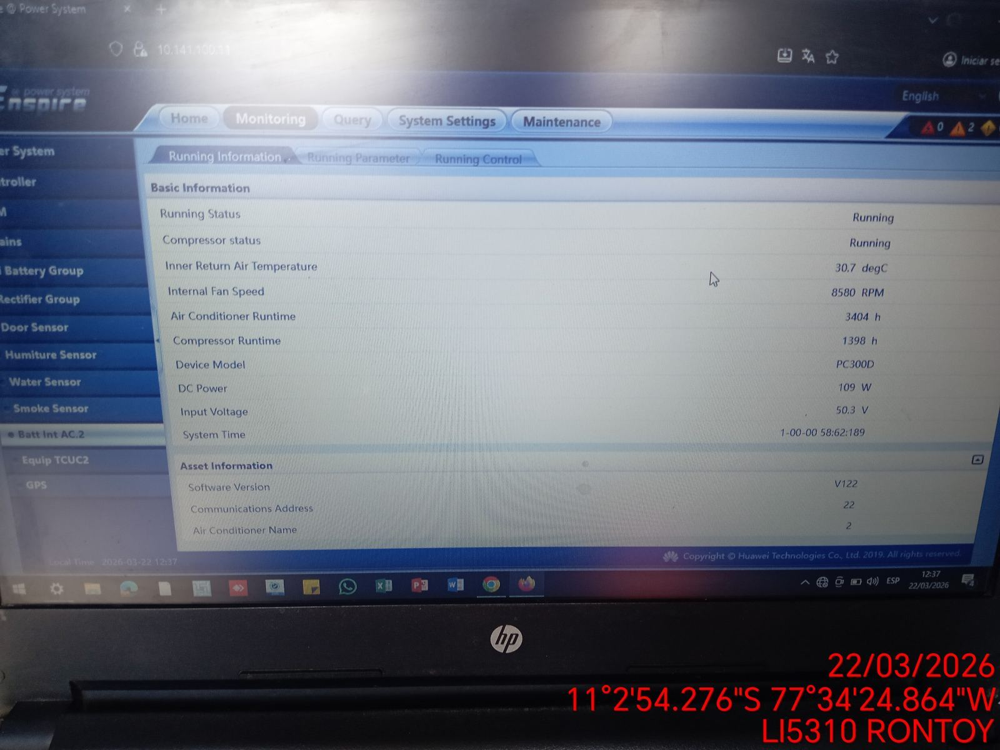 e @ Power System
10.141.100.11
Iniciar se
power system
Enspire
English
Home Monitoring Query System Settings Maintenance
0 2
er System
Running Information Running Parameter Running Control
troller
Basic Information
M
Running Status Running
ains
Compressor status Running
Battery Group
Inner Return Air Temperature 30.7 degC
Rectifier Group
Internal Fan Speed 8580 RPM
Door Sensor
Air Conditioner Runtime 3404 h
Humiture Sensor
Compressor Runtime 1398 h
Water Sensor
Device Model PC300D
Smoke Sensor
DC Power 109 W
Batt Int AC.2
Input Voltage 50.3 V
System Time 1-00-00 58:62:189
Equip TCUC2
Asset Information
GPS
Software Version V122
Communications Address 22
Air Conditioner Name 2
Local Time 2026-03-22 12:37
Copyright © Huawei Technologies Co., Ltd. 2019. All rights reserved.
ESP
12:37
22/03/2026
hp
22/03/2026
11°2'54.276"S 77°34'24.864"W
LI5310 RONTOY